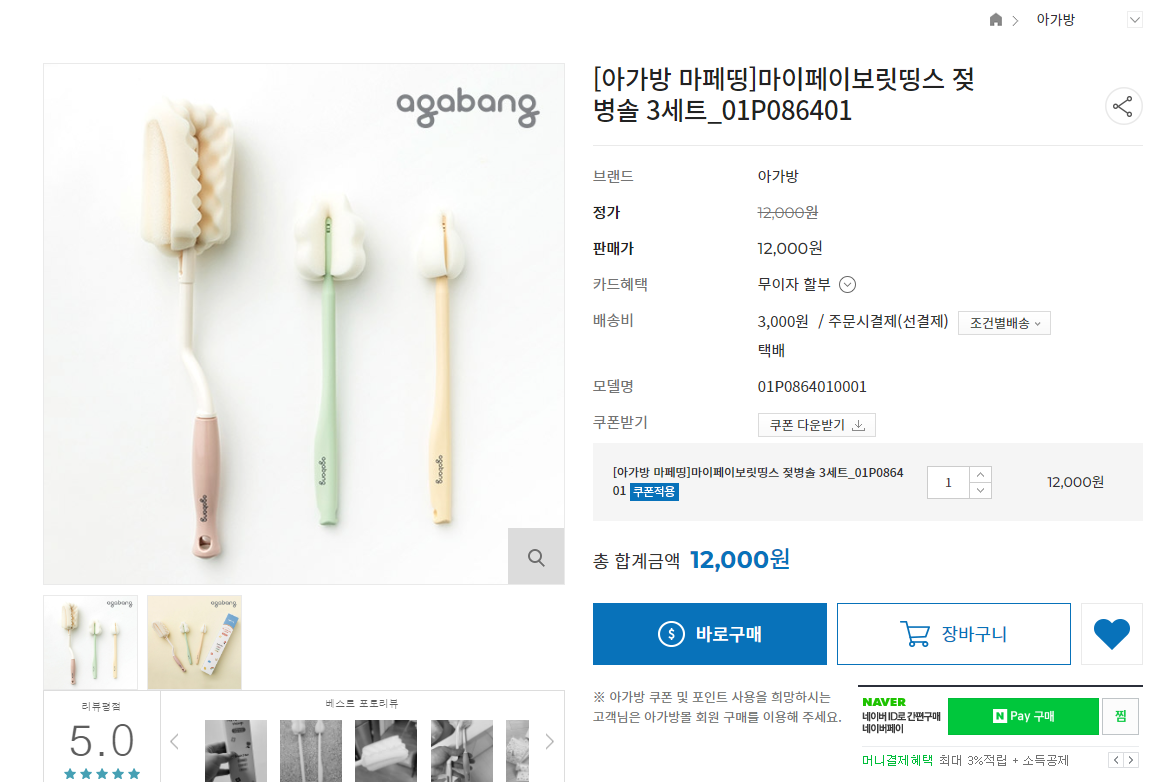 아가방
agabang
[아가방 마페띵]마이페이보릿띵스 젖
병솔 3세트_01P086401
브랜드 아가방
정가 12,000원
판매가 12,000원
카드혜택 무이자 할부
배송비 3,000원 / 주문시결제(선결제) 조건별배송
택배
모델명 01P0864010001
쿠폰받기 쿠폰 다운받기
[아가방 마페띵]마이페이보릿띵스 젖병솔 3세트_01P0864
01 쿠폰적용
1
12,000원
총 합계금액 12,000원
$ 바로구매
장바구니
※ 아가방 쿠폰 및 포인트 사용을 희망하시는
고객님은 아가방몰 회원 구매를 이용해 주세요.
NAVER
네이버 ID로 간편구매
네이버페이
N Pay 구매
찜
머니결제혜택 최대 3%적립 + 소득공제
agabang
agabang
agabang
agabang
agabang
리뷰평점
5.0
베스트 포토리뷰